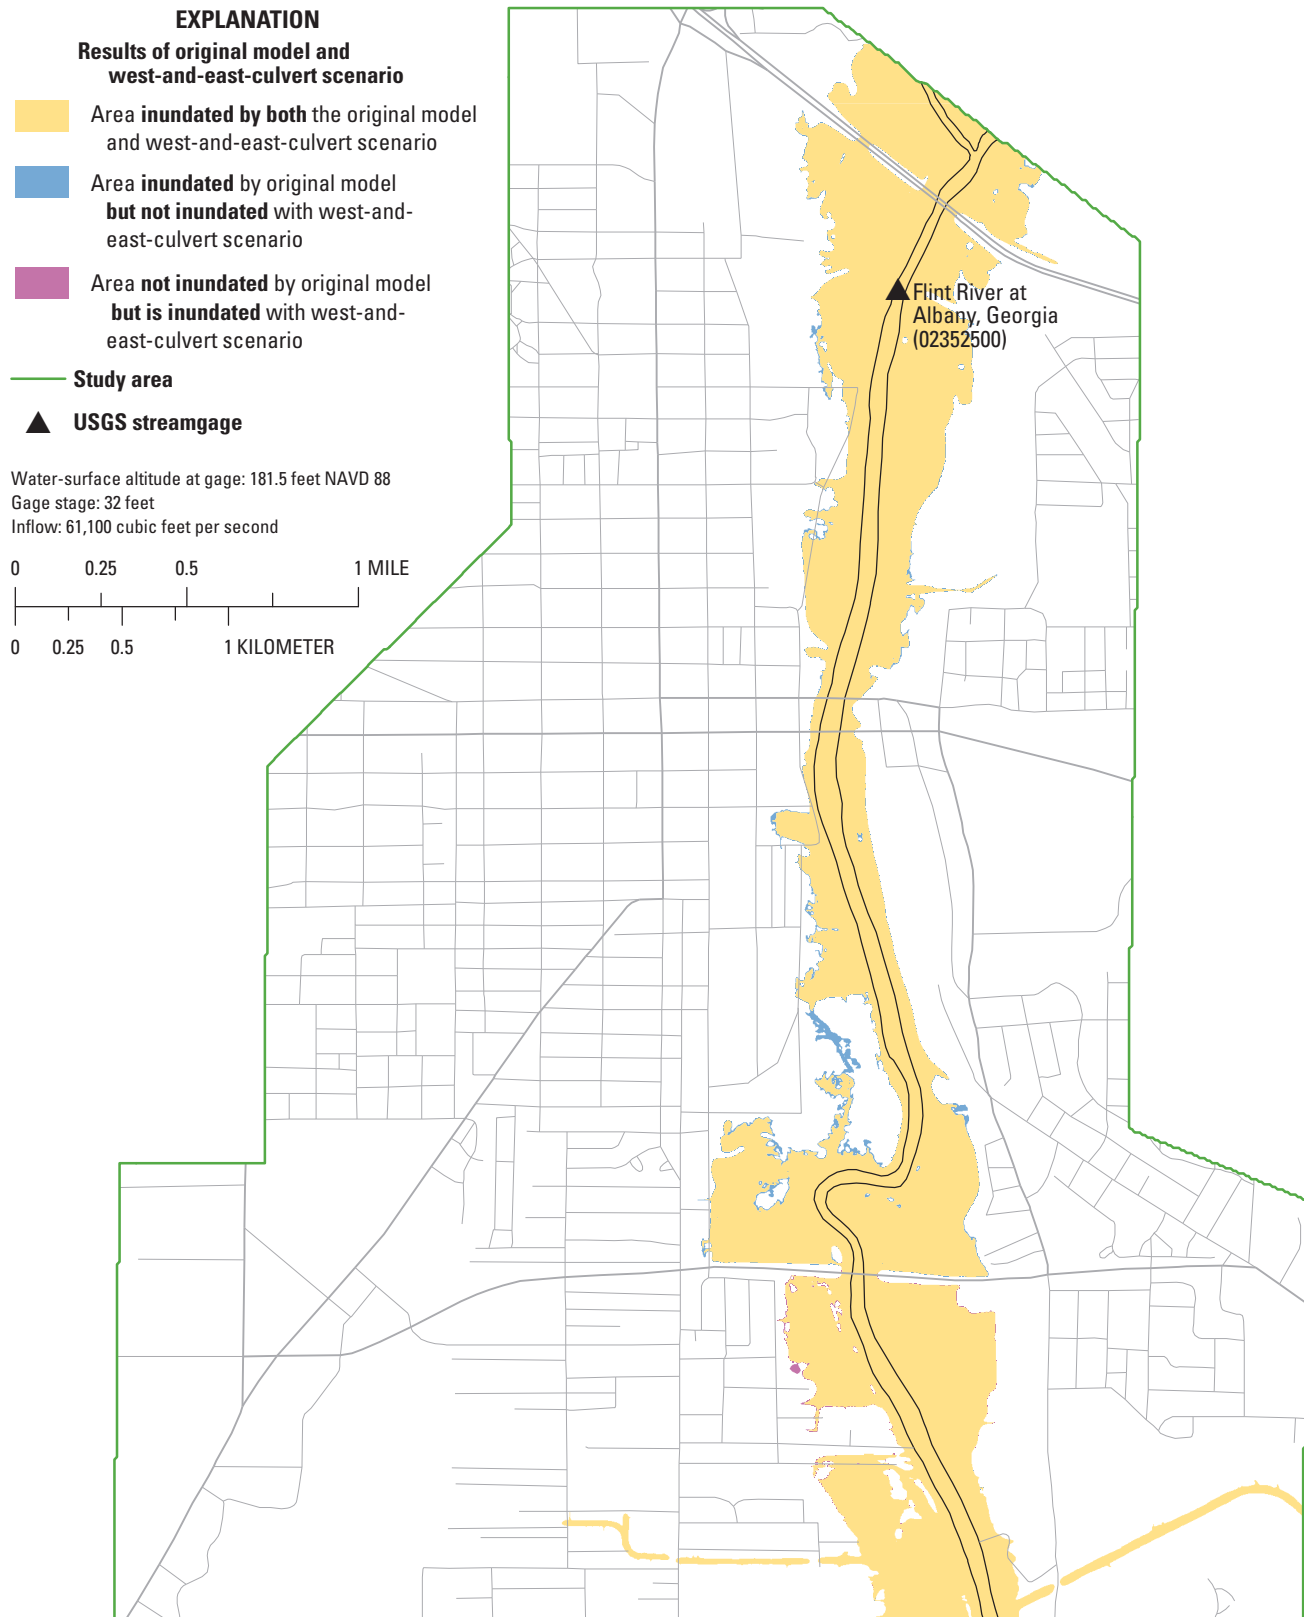 EXPLANATION
Results of original model and
west-and-east-culvert scenario
Area inundated by both the original model
and west-and-east-culvert scenario
Area inundated by original model
but not inundated with west-and-
east-culvert scenario
Area not inundated by original model
but is inundated with west-and-
east-culvert scenario
Study area
USGS streamgage
Water-surface altitude at gage: 181.5 feet NAVD 88
Gage stage: 32 feet
Inflow: 61,100 cubic feet per second
0 0.25 0.5 1 MILE
0 0.25 0.5 1 KILOMETER
Flint River at
Albany, Georgia
(02352500)